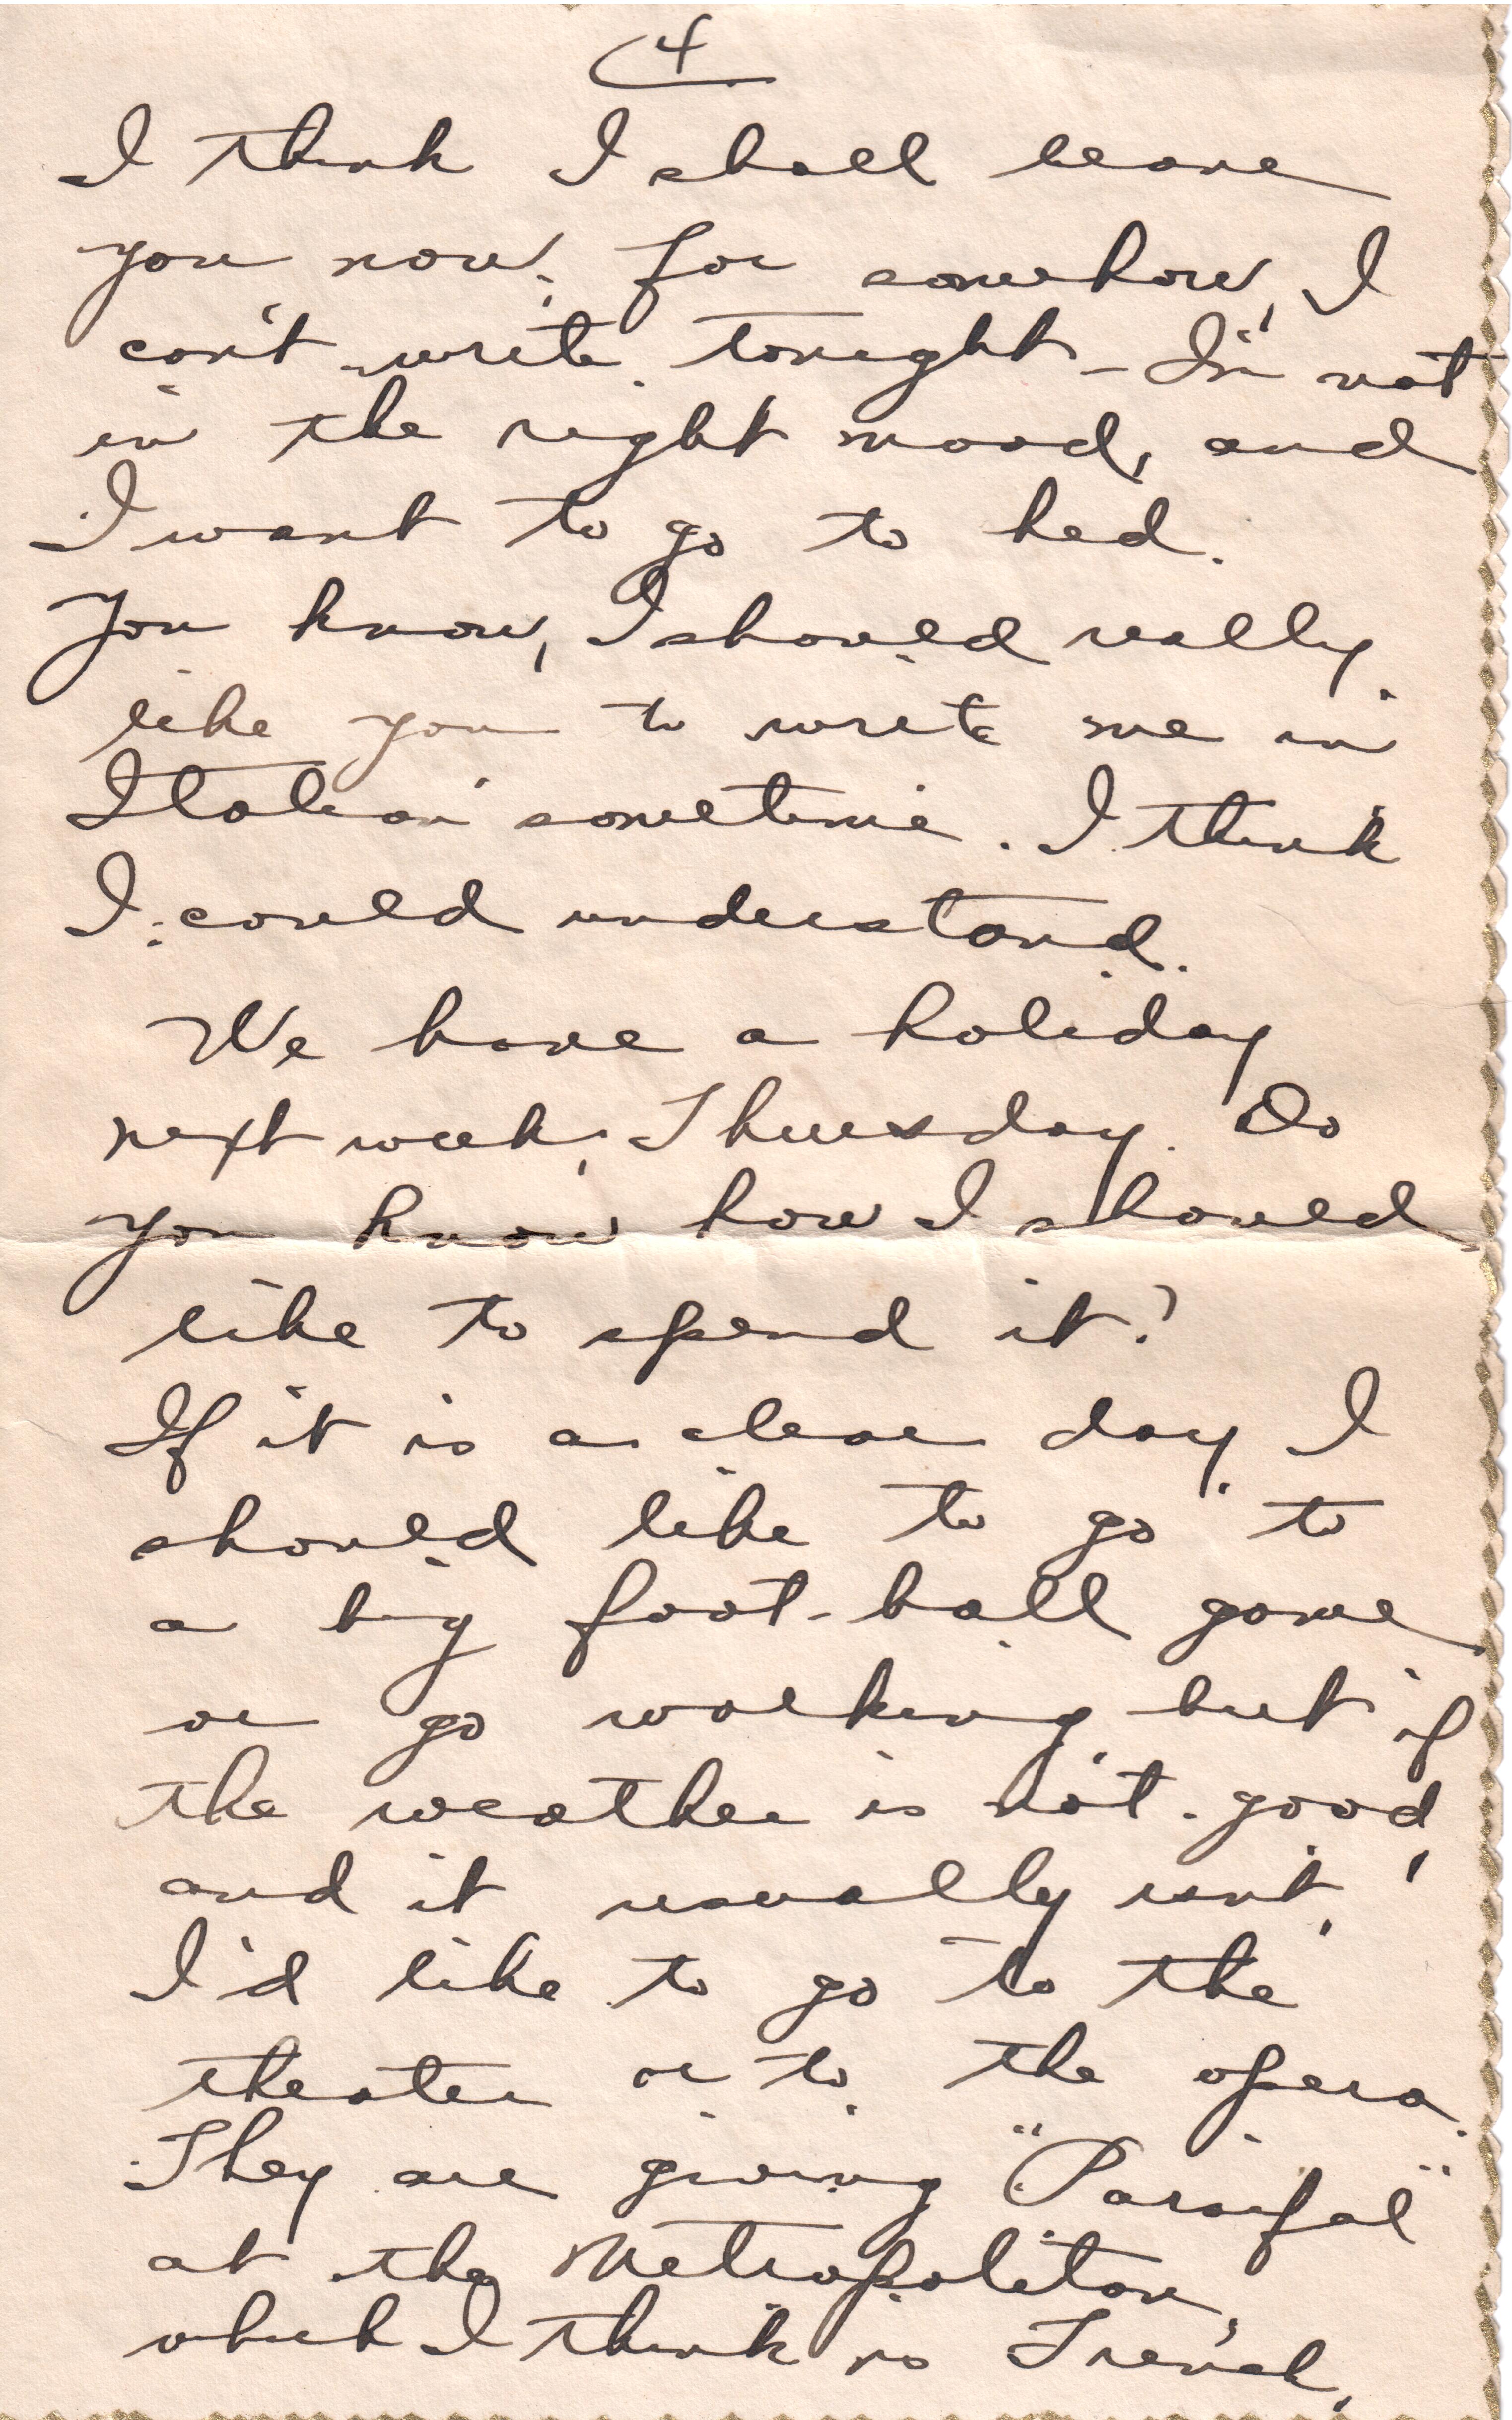 4
I think I shall leave
you now, for somehow, I
can't write tonight - I'm not
in the right mood, and
I want to go to bed.
You know, I should really
like you to write me in
Italian sometime. I think
I could understand.
We have a holiday
next week, Thursday. Do
you know how I should
like to spend it?
If it is a clear day I
should like to go to
a big foot-ball game
or go walking, but if
the weather is not good,
and it usually isn't,
I'd like to go to the
theater or to the opera.
They are giving "Parsifal"
at the Metropolitan,
which I think is French,